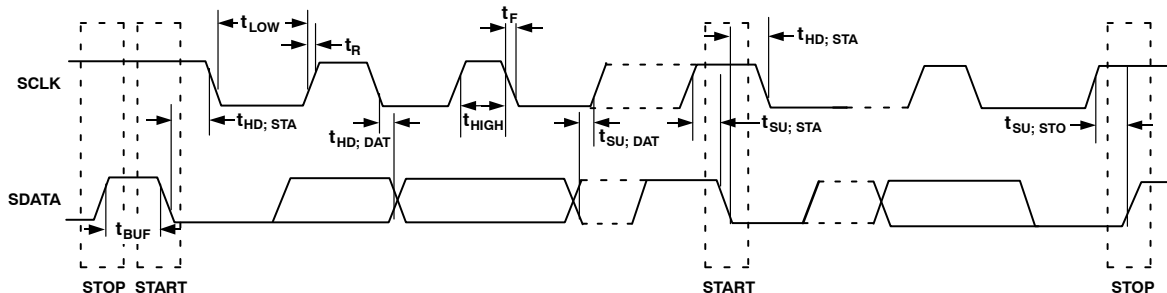 tLOW
tR
tF
tHD; STA
SCLK
tHD; STA
tHD; DAT
tHIGH
tSU; DAT
tSU; STA
tSU; STO
SDATA
tBUF
STOP START
START
STOP